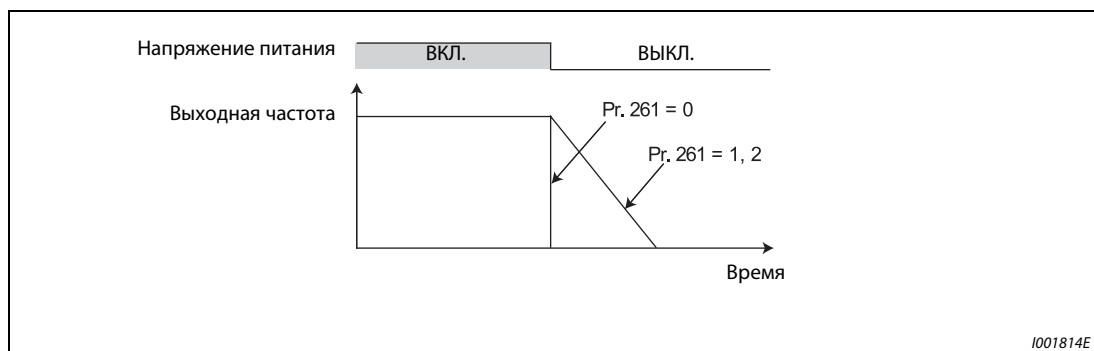 Напряжение питания
ВКЛ.
ВЫКЛ.
Выходная частота
Pr. 261 = 0
Pr. 261 = 1, 2
Время
I001814E